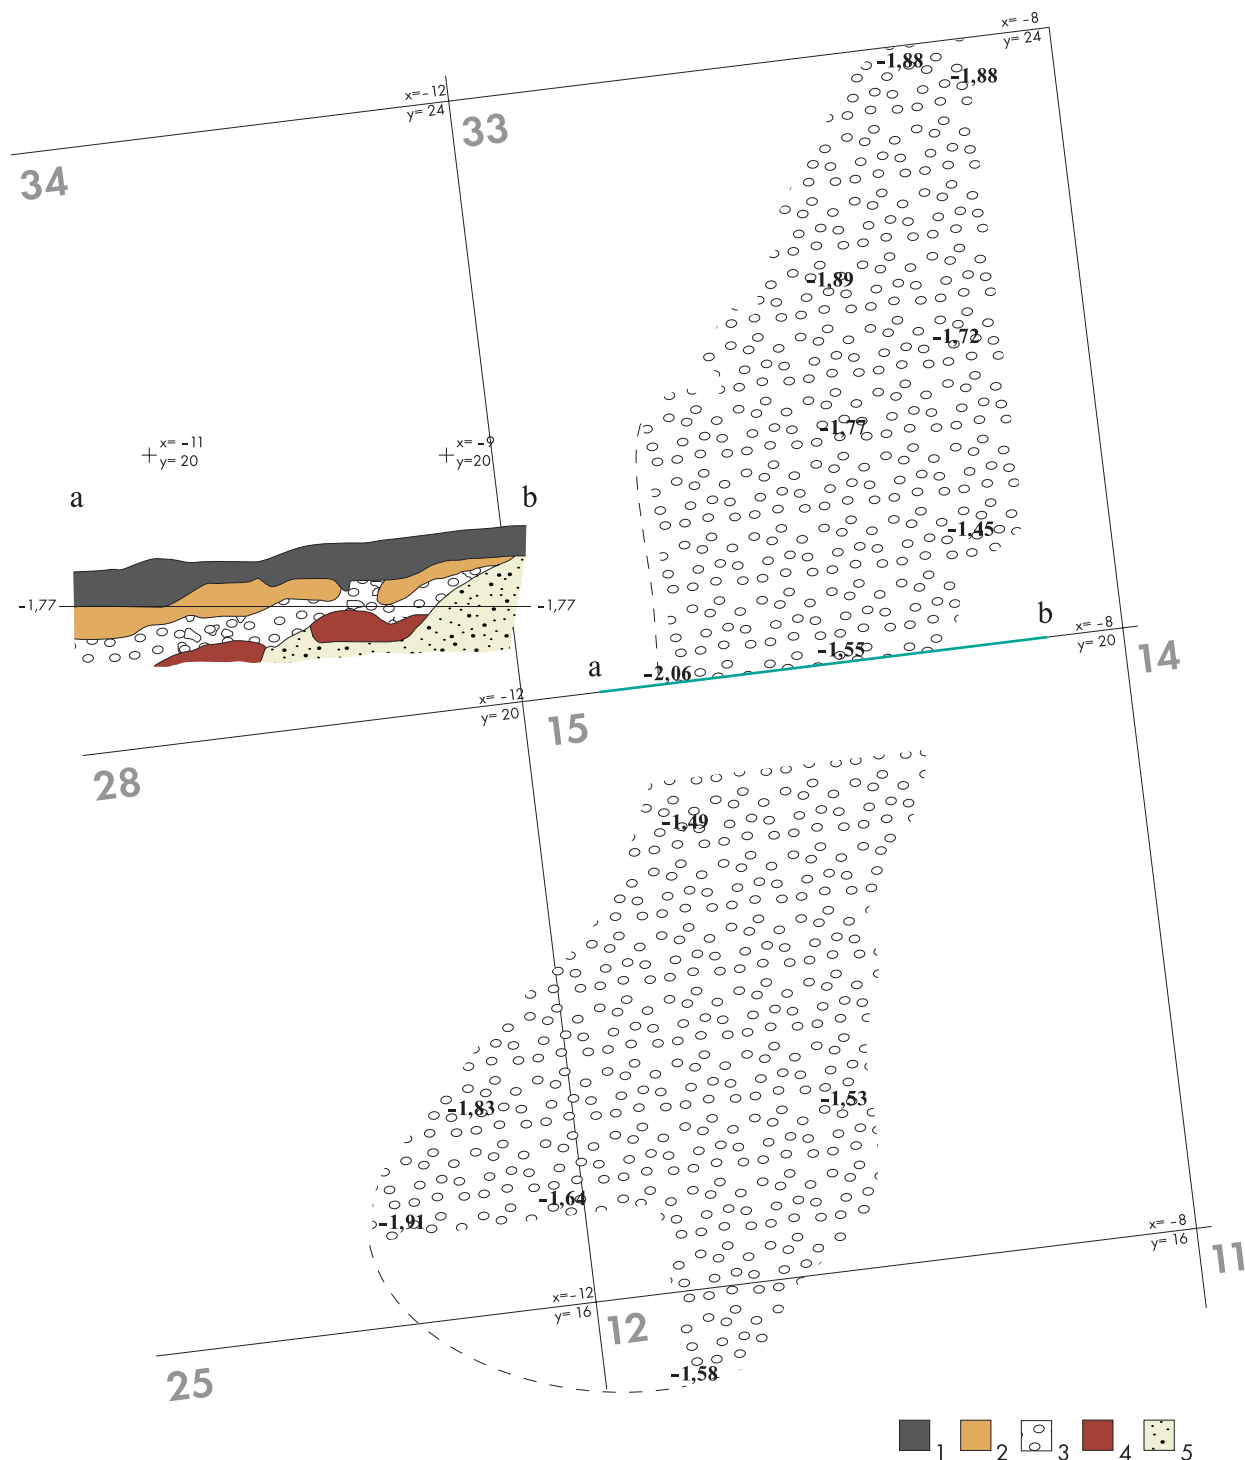 x= -8
y= 24
-1,88
-1,88
x=-12
y= 24
33
34
-1,89
-1,72
-1,77
x= -11
y= 20
x= -9
y=20
a
b
-1,45
-1,77
-1,77
b
x= -8
y= 20
14
-1,55
a
-2,06
x= -12
y= 20
15
28
-1,49
-1,83
-1,53
-1,64
-1,91
x= -8
y= 16
11
x=-12
y= 16
12
25
-1,58
1
2
3
4
5